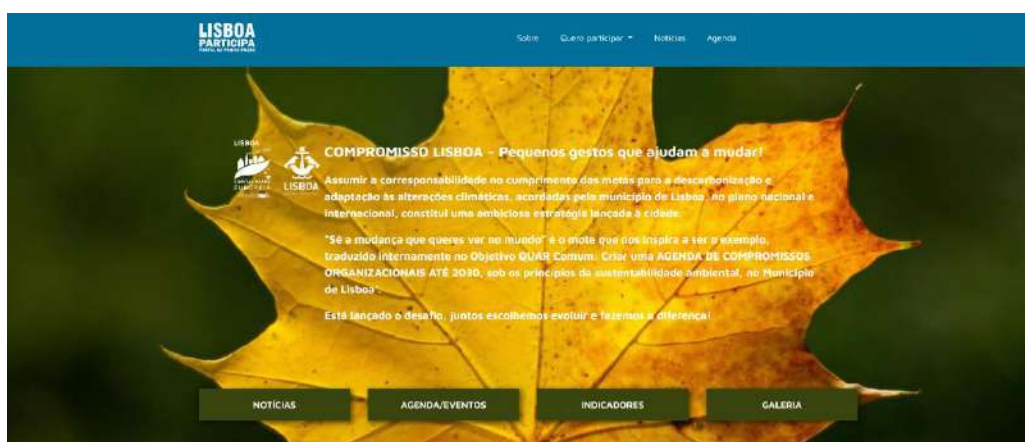 LISBOA
PARTICIPA
Sobre
Quero participar
Notícias
Agenda
LISBOA
EUROPEIA
LISBOA
COMPROMISSO LISBOA – Pequenos gestos que ajudam a mudar!
Assumir a corresponsabilidade no cumprimento das metas para a descarbonização e
adaptação às alterações climáticas, acordadas pelo município de Lisboa, no plano nacional e
internacional, constitui uma ambiciosa estratégia lançada à cidade.
"Sê a mudança que queres ver no mundo" é o mote que nos inspira a ser o exemplo,
traduzido internamente no Objetivo QUAR Comum: Criar uma AGENDA DE COMPROMISSOS
ORGANIZACIONAIS ATÉ 2030, sob os princípios da sustentabilidade ambiental, no Município
de Lisboa".
Está lançado o desafio, juntos escolhemos evoluir e fazemos a diferença!
NOTÍCIAS
AGENDA/EVENTOS
INDICADORES
GALERIA